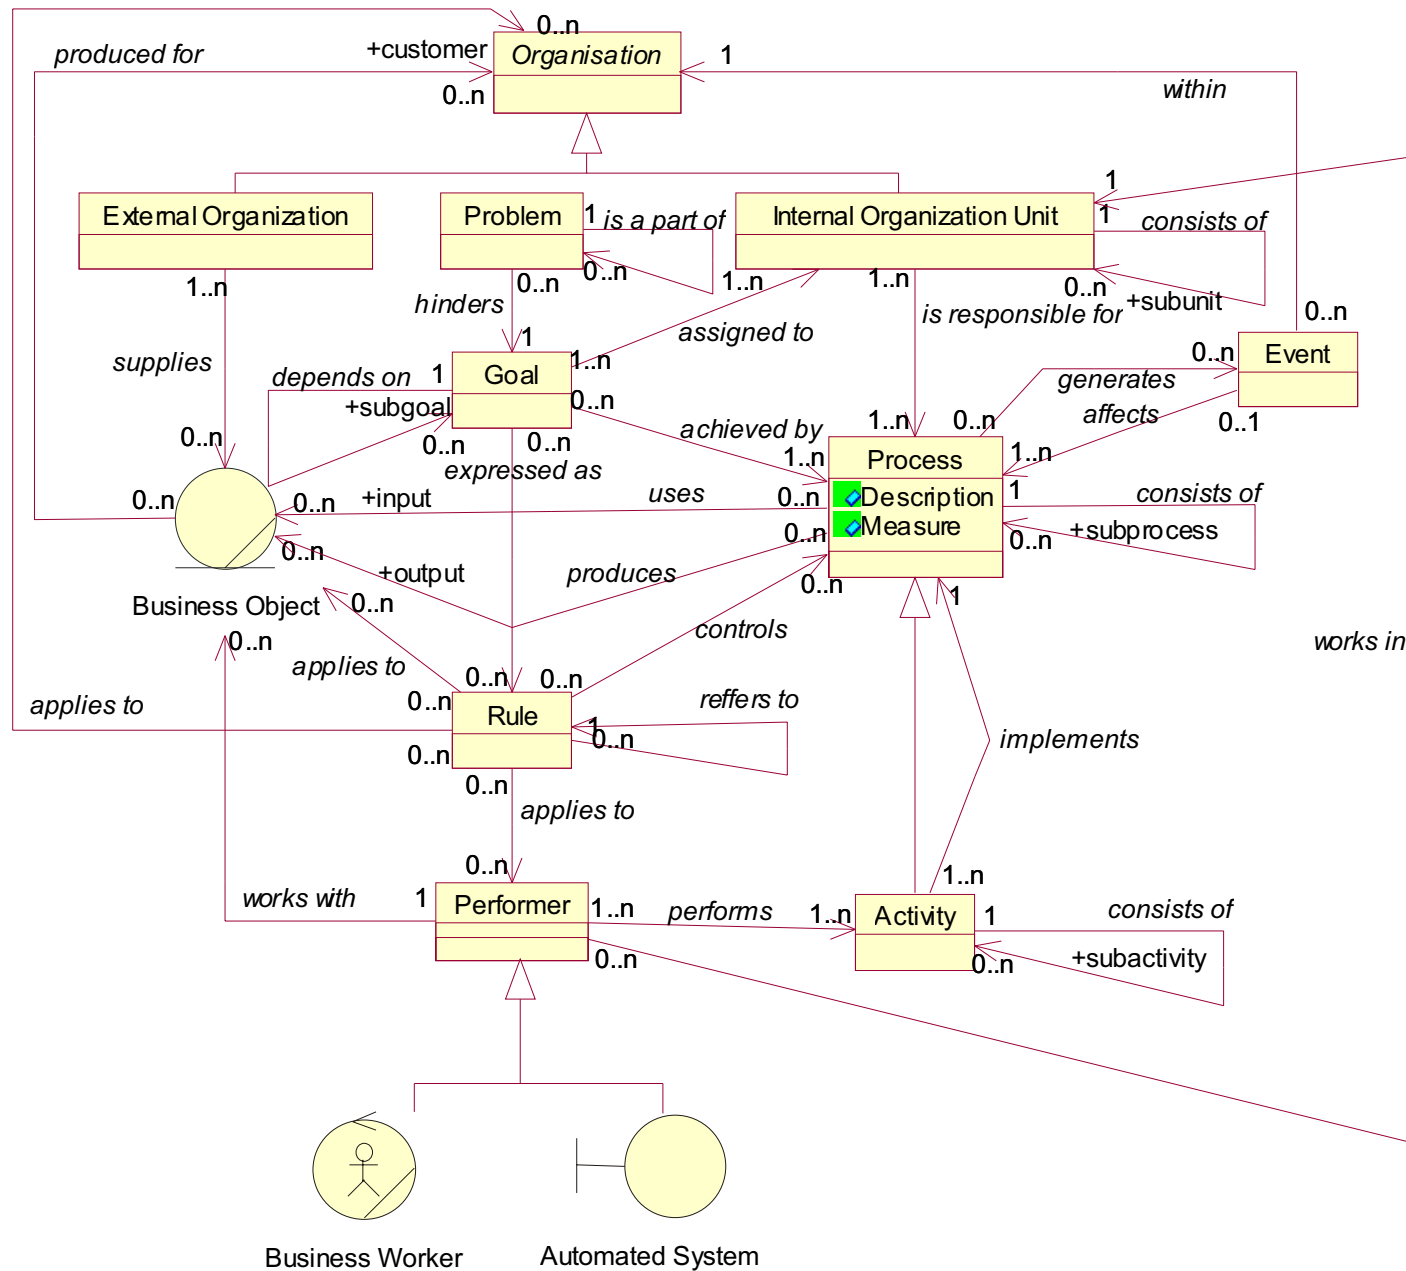 0..n
produced for
+customer
Organisation
1
0..n
within
1
External Organization
Problem
1
is a part of
Internal Organization Unit
1
consists of
1..n
0..n
0..n
1..n
1..n
0..n
+subunit
hinders
is responsible for
0..n
assigned to
1
supplies
depends on
1
Goal
1..n
0..n
Event
generates
+subgoal
0..n
affects
0..1
0..n
0..n
0..n
achieved by
1..n
0..n
expressed as
1..n
Process
1..n
+input
uses
0..n
Description
1
consists of
0..n
0..n
Measure
+subprocess
0..n
0..n
0..n
+output
produces
0..n
1
Business Object
0..n
controls
works in
0..n
applies to
0..n
0..n
0..n
reffers to
applies to
Rule
1
0..n
implements
0..n
0..n
applies to
0..n
1..n
works with
1
Performer
1..n
performs
1..n
Activity
1
consists of
0..n
0..n
+subactivity
Business Worker
Automated System